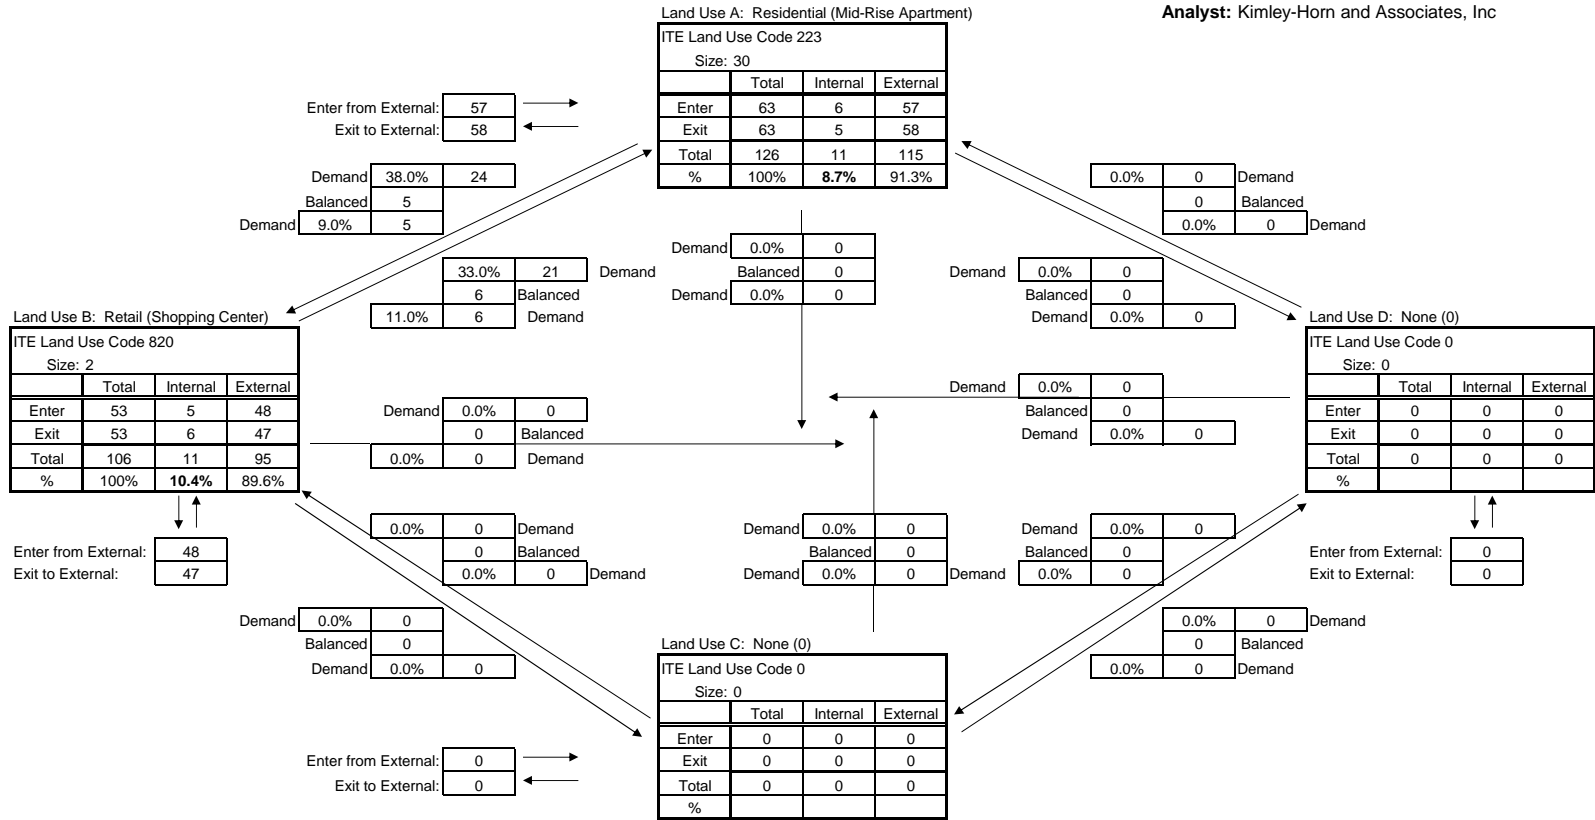 Land Use A: Residential (Mid-Rise Apartment)
Analyst: Kimley-Horn and Associates, Inc
ITE Land Use Code 223
Size: 30
Total Internal External
Enter 63 6 57
Exit 63 5 58
Total 126 11 115
% 100% 8.7% 91.3%
Enter from External: 57
Exit to External: 58
Demand 38.0% 24
Balanced 5
Demand 9.0% 5
0.0% 0 Demand
0 Balanced
0.0% 0 Demand
33.0% 21 Demand
6 Balanced
11.0% 6 Demand
Demand 0.0% 0
Balanced 0
Demand 0.0% 0
Demand 0.0% 0
Balanced 0
Demand 0.0% 0
Land Use B: Retail (Shopping Center)
ITE Land Use Code 820
Size: 2
Total Internal External
Enter 53 5 48
Exit 53 6 47
Total 106 11 95
% 100% 10.4% 89.6%
Enter from External: 48
Exit to External: 47
Demand 0.0% 0
0 Balanced
0.0% 0 Demand
Demand 0.0% 0
Balanced 0
Demand 0.0% 0
Land Use D: None (0)
ITE Land Use Code 0
Size: 0
Total Internal External
Enter 0 0 0
Exit 0 0 0
Total 0 0 0
%
Enter from External: 0
Exit to External: 0
0.0% 0 Demand
0 Balanced
0.0% 0 Demand
Demand 0.0% 0
Balanced 0
Demand 0.0% 0
Demand 0.0% 0
Balanced 0
Demand 0.0% 0
Demand 0.0% 0
Balanced 0
Demand 0.0% 0
0.0% 0 Demand
0 Balanced
0.0% 0 Demand
Land Use C: None (0)
ITE Land Use Code 0
Size: 0
Total Internal External
Enter 0 0 0
Exit 0 0 0
Total 0 0 0
%
Enter from External: 0
Exit to External: 0